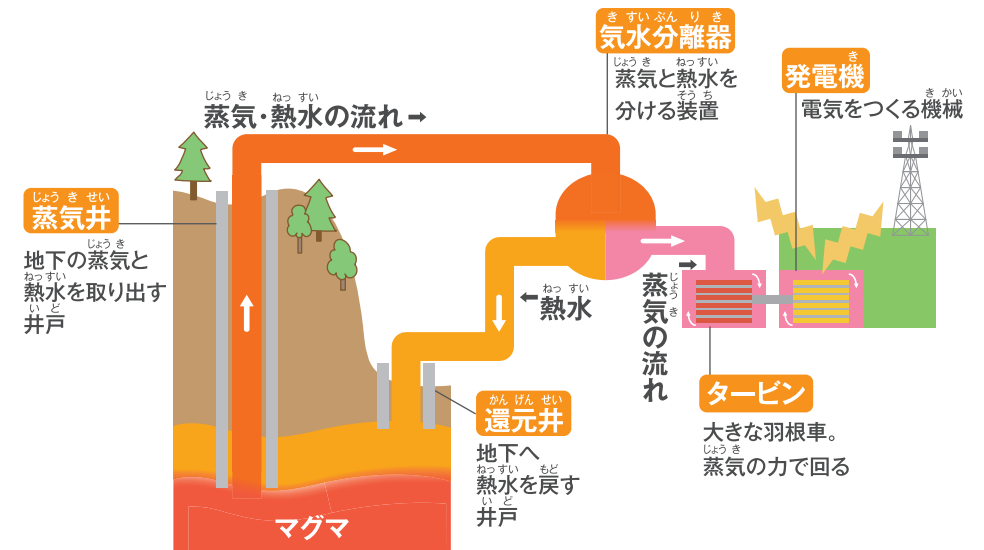 きすいぶんりき
気水分離器
じょうき ねっすい
蒸気と熱水を
そうち
分ける装置
き
発電機
きかい
電気をつくる機械
じょうき ねっすい
蒸気・熱水の流れ➡
じょうきせい
蒸気井
じょうき
地下の蒸気と
ねっすい
熱水を取り出す
いど
井戸
ねっすい
⬅熱水
➡
じょうき
蒸気の流れ
タービン
大きな羽根車。
じょうき
蒸気の力で回る
かんげんせい
還元井
地下へ
ねっすい もど
熱水を戻す
いど
井戸
マグマ